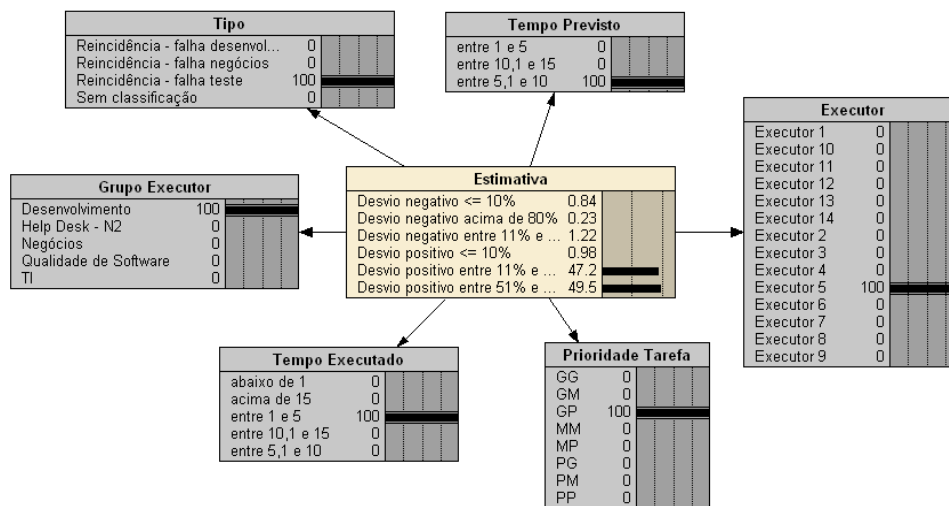 Tipo
Reincidência - falha desenvol... 0
Reincidência - falha negócios 0
Reincidência - falha teste 100
Sem classificação 0
Tempo Previsto
entre 1 e 5 0
entre 10,1 e 15 0
entre 5,1 e 10 100
Executor
Executor 1 0
Executor 10 0
Executor 11 0
Executor 12 0
Executor 13 0
Executor 14 0
Executor 2 0
Executor 3 0
Executor 4 0
Executor 5 100
Executor 6 0
Executor 7 0
Executor 8 0
Executor 9 0
Grupo Executor
Desenvolvimento 100
Help Desk - N2 0
Negócios 0
Qualidade de Software 0
TI 0
Estimativa
Desvio negativo <= 10% 0.84
Desvio negativo acima de 80% 0.23
Desvio negativo entre 11% e ... 1.22
Desvio positivo <= 10% 0.98
Desvio positivo entre 11% e ... 47.2
Desvio positivo entre 51% e ... 49.5
Tempo Executado
abaixo de 1 0
acima de 15 0
entre 1 e 5 100
entre 10,1 e 15 0
entre 5,1 e 10 0
Prioridade Tarefa
GG 0
GM 0
GP 100
MM 0
MP 0
PG 0
PM 0
PP 0